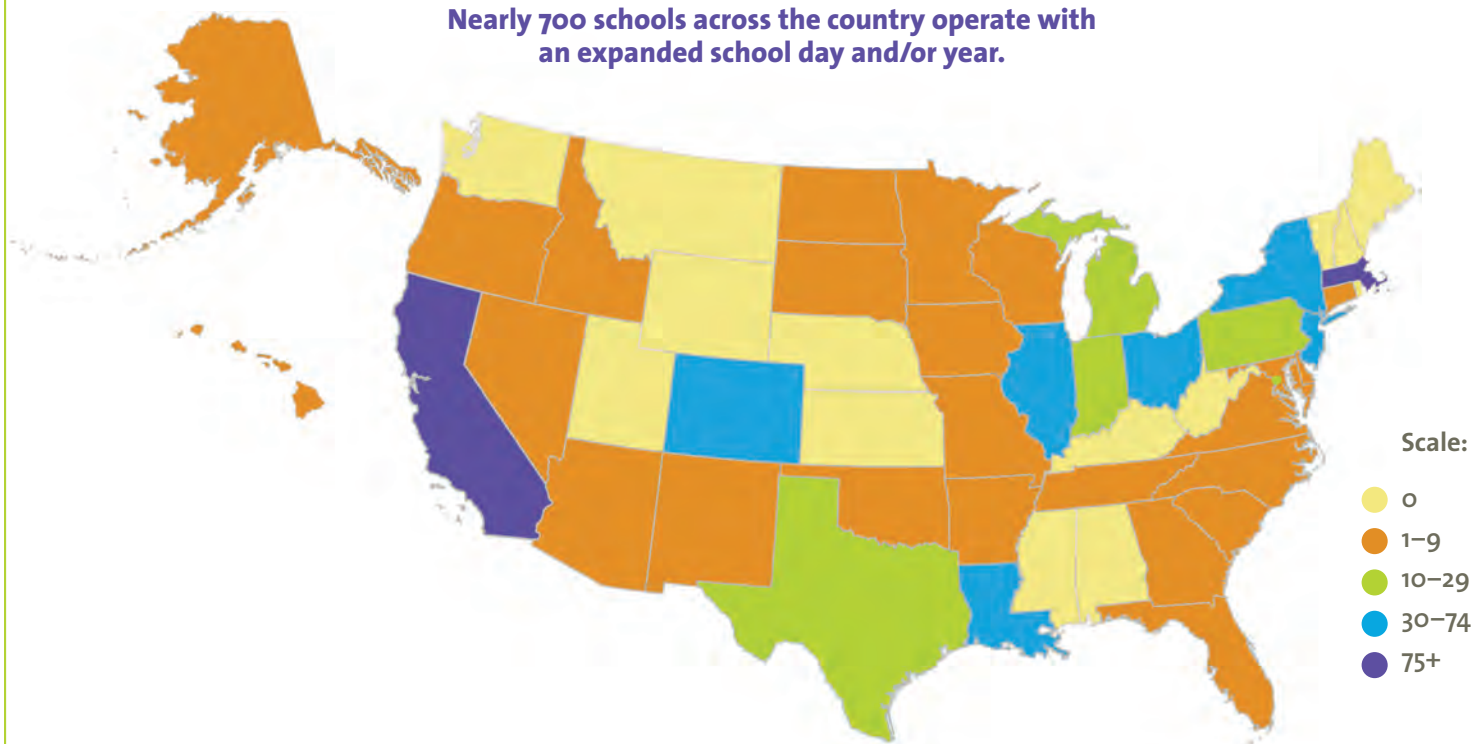 Nearly 700 schools across the country operate with
an expanded school day and/or year.
Scale:
0
1–9
10–29
30–74
75+